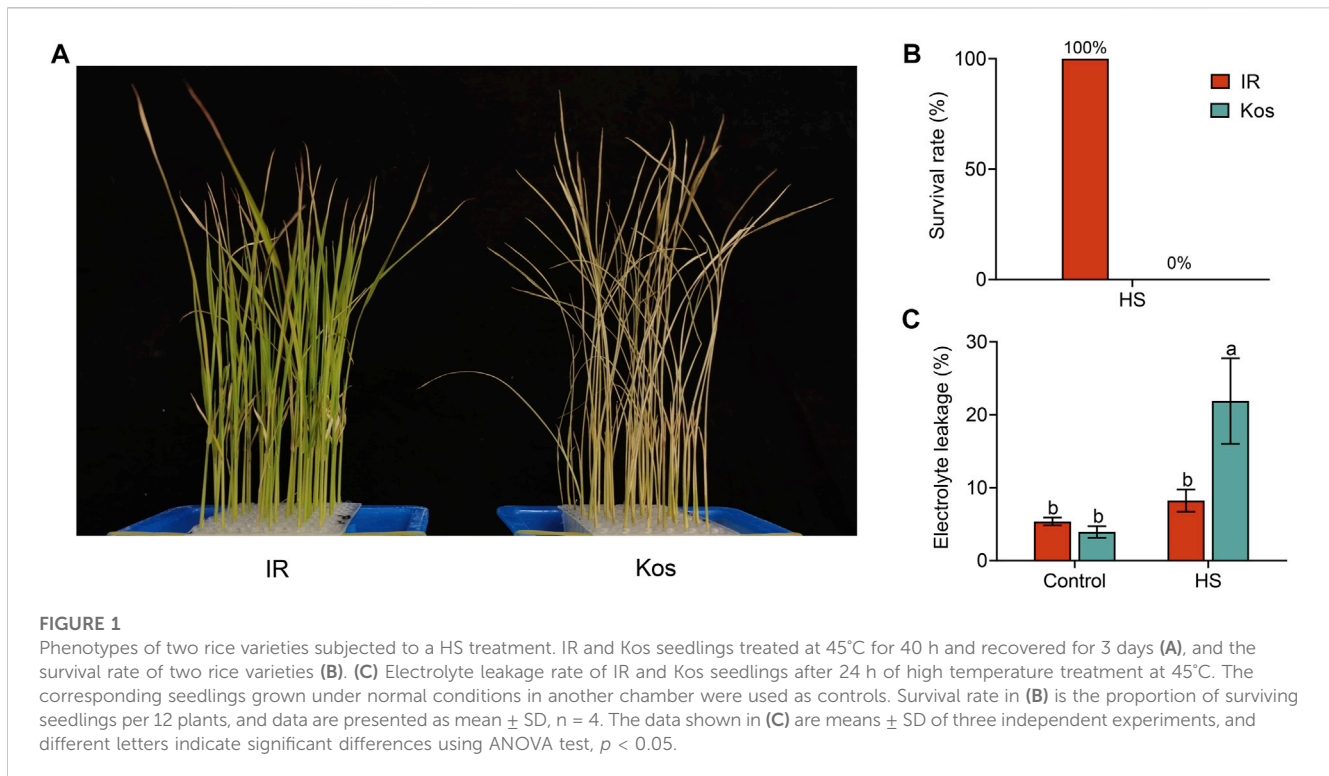 A
IR
Kos
B
Survival rate (%)
100
50
0
100%
0%
HS
IR
Kos
C
Electrolyte leakage (%)
30
20
10
0
b
b
b
a
Control
HS
FIGURE 1
Phenotypes of two rice varieties subjected to a HS treatment. IR and Kos seedlings treated at 45°C for 40 h and recovered for 3 days (A), and the
survival rate of two rice varieties (B). (C) Electrolyte leakage rate of IR and Kos seedlings after 24 h of high temperature treatment at 45°C. The
corresponding seedlings grown under normal conditions in another chamber were used as controls. Survival rate in (B) is the proportion of surviving
seedlings per 12 plants, and data are presented as mean ± SD, n = 4. The data shown in (C) are means ± SD of three independent experiments, and
different letters indicate significant differences using ANOVA test, p < 0.05.